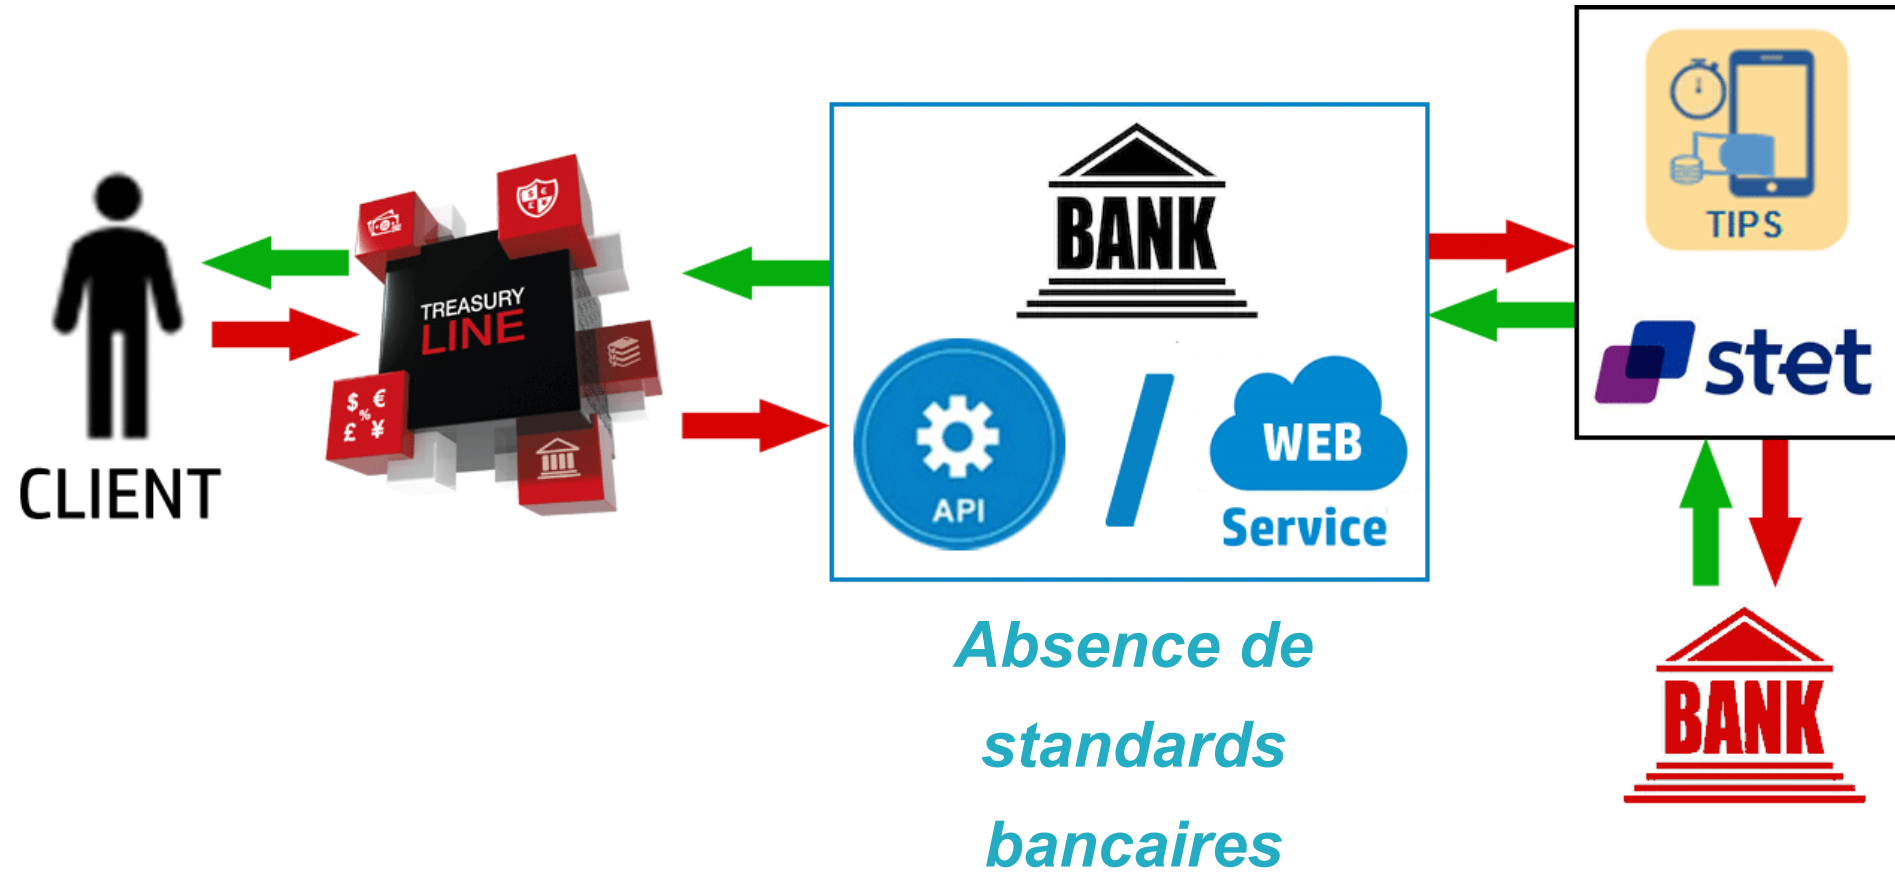 CLIENT
TREASURY
LINE
$ €
%
£ ¥
BANK
API
/
WEB
Service
Absence de
standards
bancaires
TIPS
stet
BANK